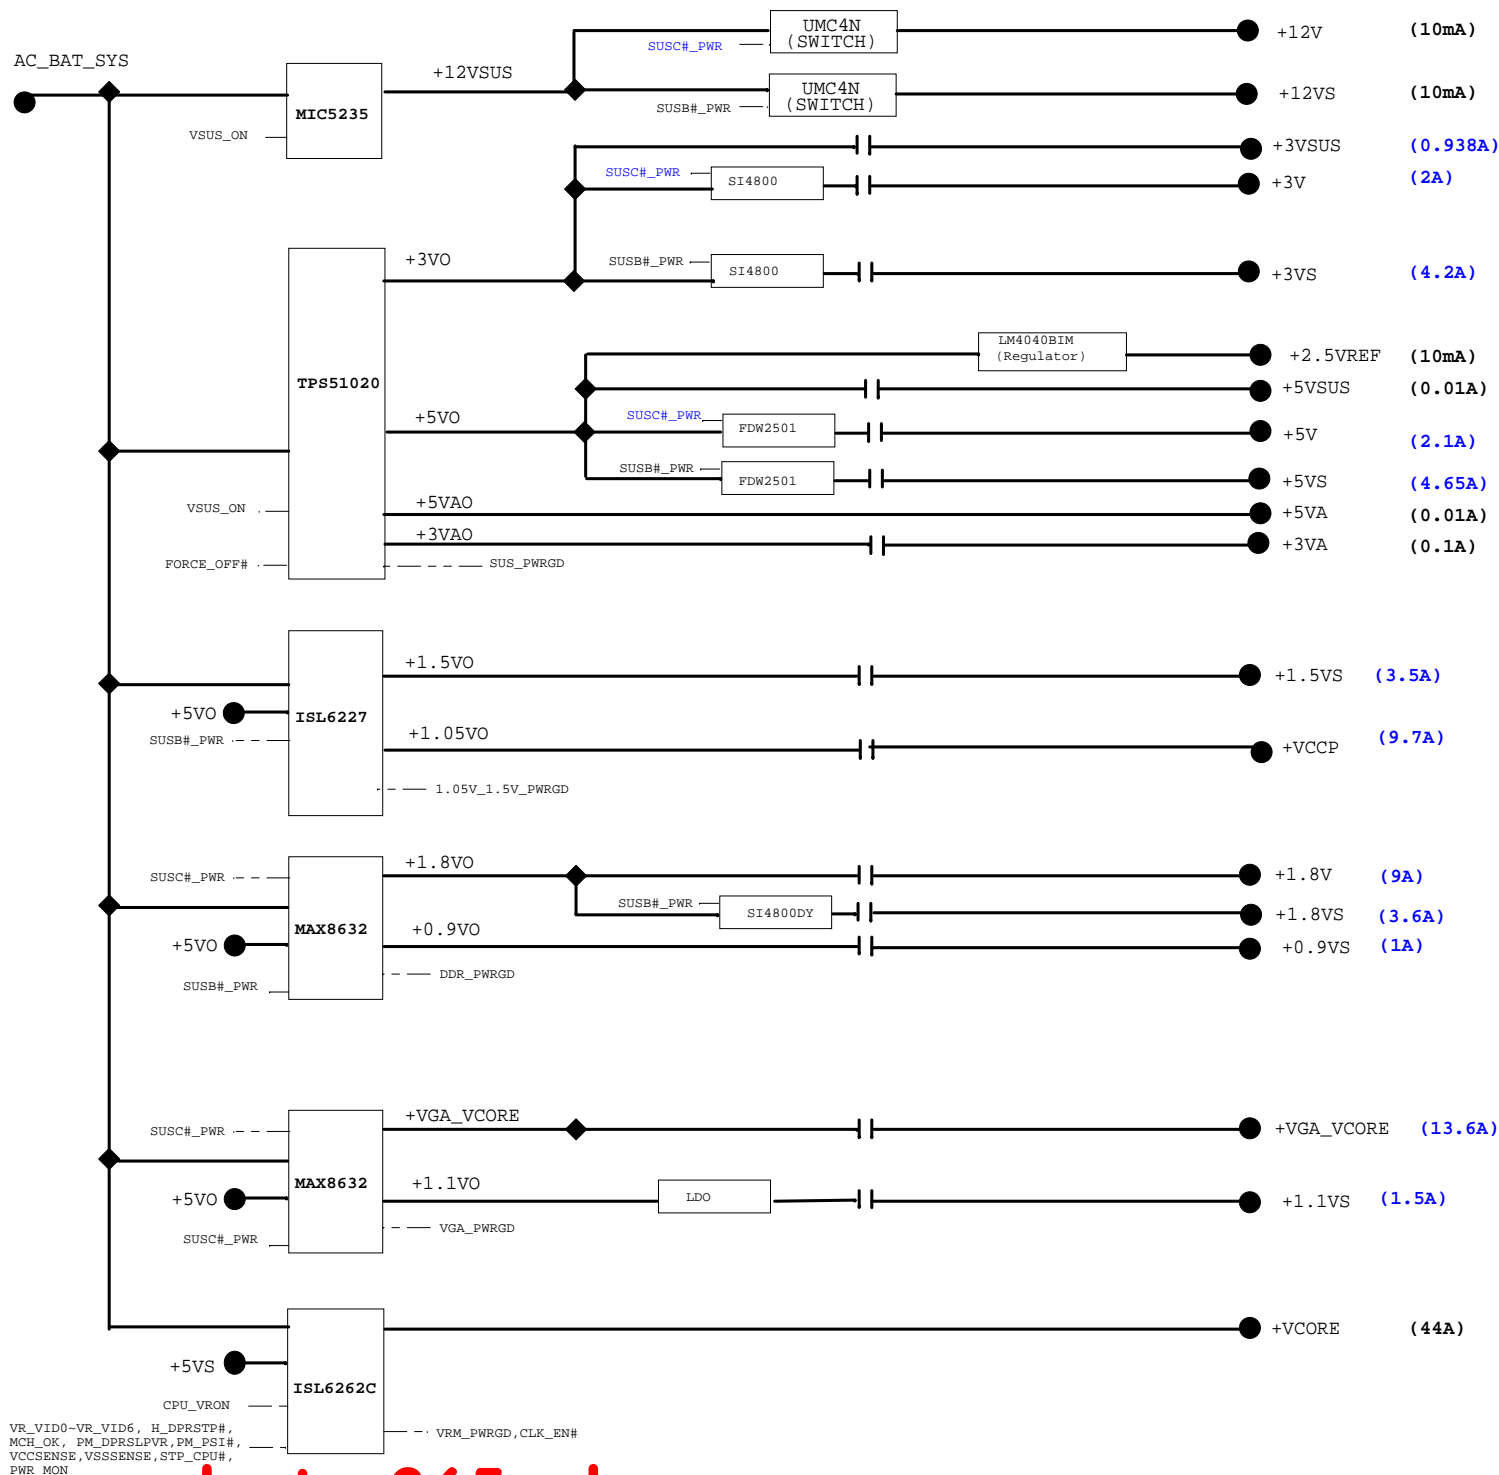 AC_BAT_SYS
VSUS_ON
MIC5235
+12VSUS
SUSC#_PWR
UMC4N
(SWITCH)
+12V
(10mA)
SUSB#_PWR
UMC4N
(SWITCH)
+12VS
(10mA)
+3VSUS
(0.938A)
SUSC#_PWR
SI4800
+3V
(2A)
+3VO
SUSB#_PWR
SI4800
+3VS
(4.2A)
TPS51020
LM4040BIM
(Regulator)
+2.5VREF
(10mA)
+5VSUS
(0.01A)
+5VO
SUSC#_PWR
FDW2501
+5V
(2.1A)
SUSB#_PWR
FDW2501
+5VS
(4.65A)
VSUS_ON
+5VAO
+5VA
(0.01A)
+3VAO
+3VA
(0.1A)
FORCE_OFF#
SUS_PWRGD
+1.5VO
+1.5VS
(3.5A)
+5VO
ISL6227
SUSB#_PWR
+1.05VO
+VCCP
(9.7A)
1.05V_1.5V_PWRGD
SUSC#_PWR
+1.8VO
+1.8V
(9A)
SUSB#_PWR
SI4800DY
+1.8VS
(3.6A)
MAX8632
+5VO
+0.9VO
+0.9VS
(1A)
SUSB#_PWR
DDR_PWRGD
SUSC#_PWR
+VGA_VCORE
+VGA_VCORE
(13.6A)
MAX8632
+5VO
+1.1VO
LDO
+1.1VS
(1.5A)
SUSC#_PWR
VGA_PWRGD
+VCORE
(44A)
+5VS
ISL6262C
CPU_VRON
VR_VID0~VR_VID6, H_DPRSTP#,
MCH_OK, PM_DPRSLPVR,PM_PSI#,
VCCSENSE,VSSSENSE,STP_CPU#,
PWR_MON
VRM_PWRGD,CLK_EN#